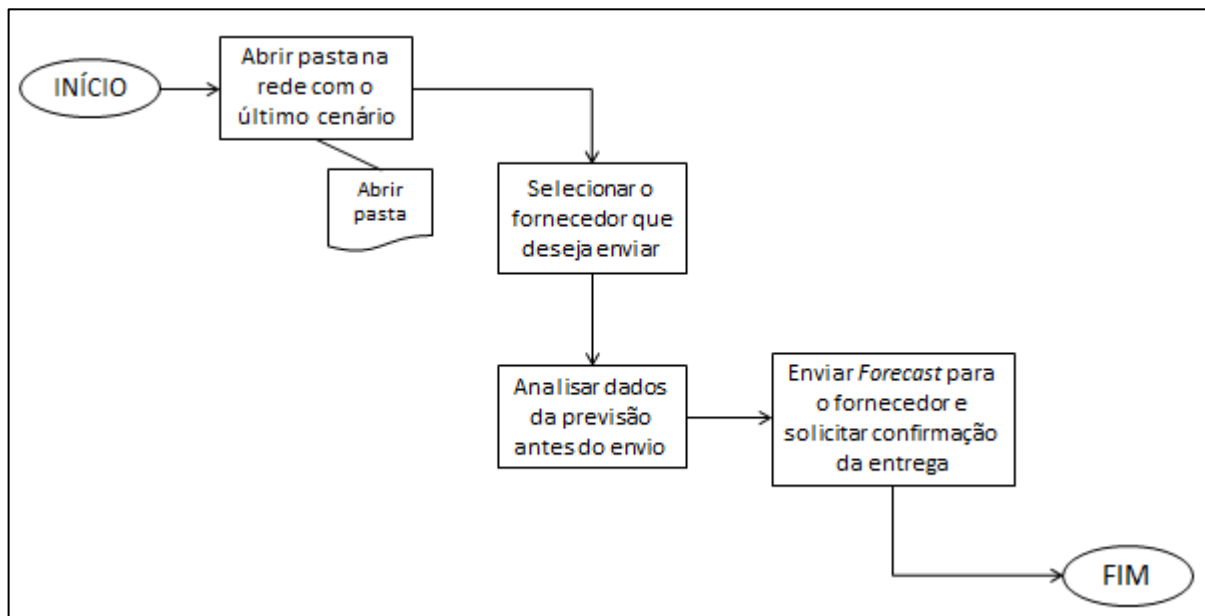 INÍCIO
Abrir pasta na
rede com o
último cenário
Abrir
pasta
Selecionar o
fornecedor que
deseja enviar
Analisar dados
da previsão
antes do envio
Enviar Forecast para
o fornecedor e
solicitar confirmação
da entrega
FIM